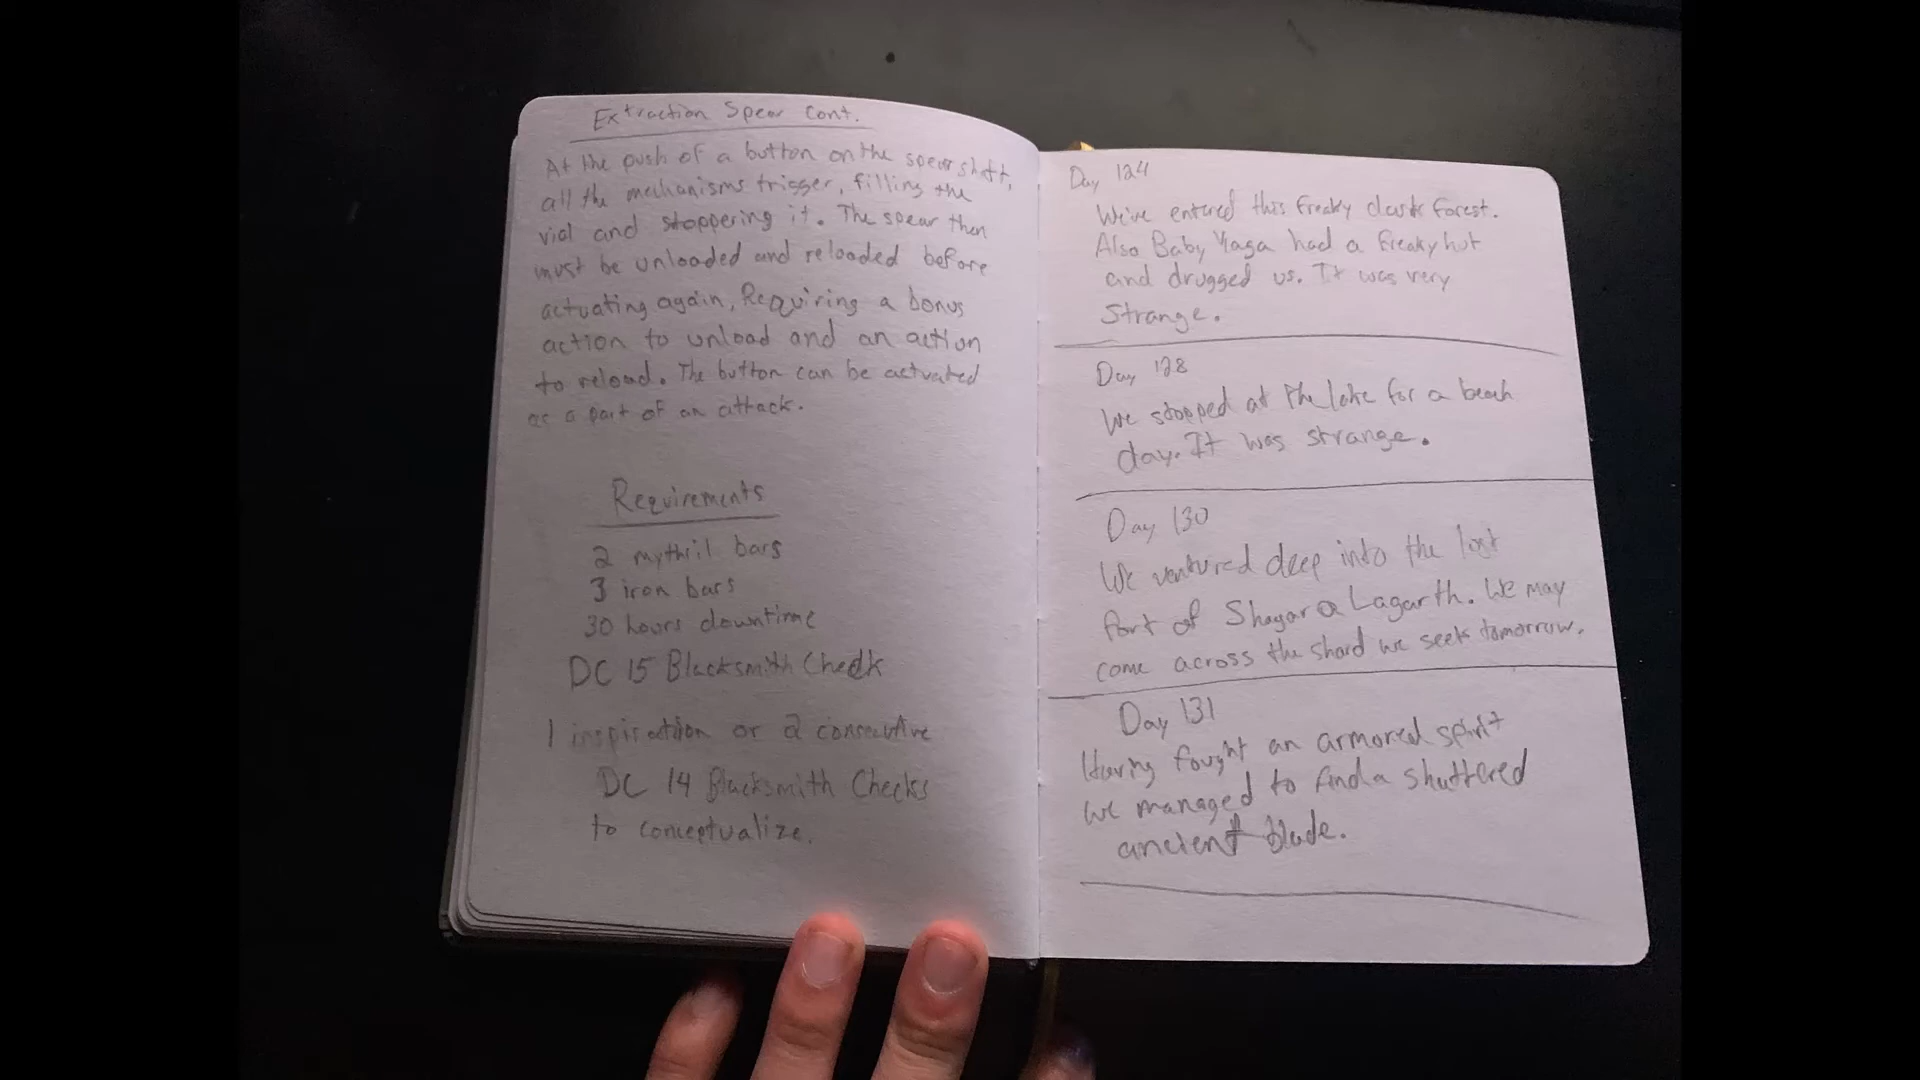 Extraction Spear Cont.
At the push of a button on the spear shaft,
all the mechanisms trigger, filling the
vial and stoppering it. The spear then
must be unloaded and reloaded before
actuating again, Requiring a bonus
action to unload and an action
to reload. The button can be actuated
as a part of an attack.
Requirements
2 mythril bars
3 iron bars
30 hours downtime
DC 15 Blacksmith Check
1 inspiration or 2 consecutive
DC 14 Blacksmith Checks
to conceptualize.
Day 124
We've entered this freaky dark forest.
Also Baby Yaga had a freaky hut
and drugged us. It was very
Strange.
Day 128
We stopped at the lake for a beach
day. It was strange.
Day 130
We ventured deep into the lost
fort of Lagarth. We may
come across the shard we seek tomorrow.
Day 131
Having fought an armored spirit
we managed to find a shattered
ancient blade.